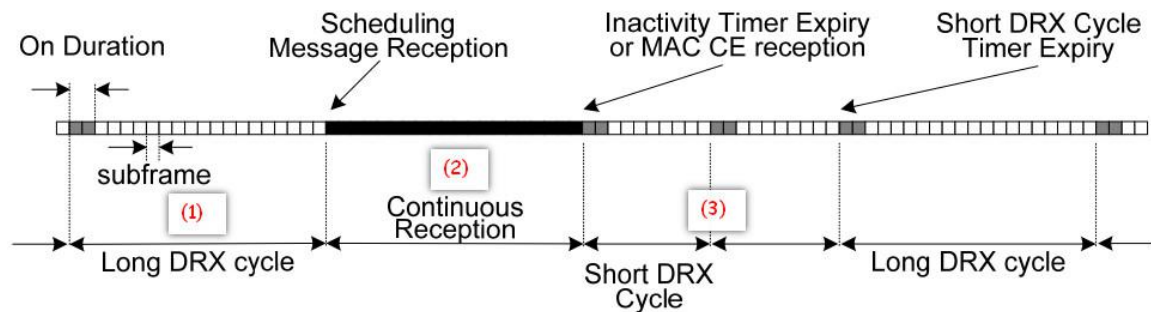 On Duration
Scheduling
Message Reception
Inactivity Timer Expiry
or MAC CE reception
Short DRX Cycle
Timer Expiry
subframe
(1)
(2)
(3)
Long DRX cycle
Continuous
Reception
Short DRX
Cycle
Long DRX cycle